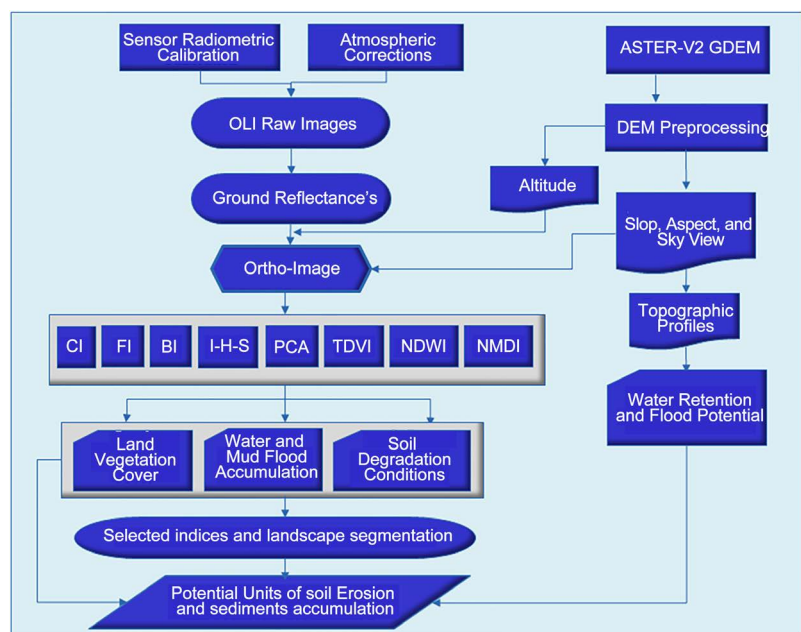 Sensor Radiometric
Calibration
Atmospheric
Corrections
ASTER-V2 GDEM
OLI Raw Images
DEM Preprocessing
Ground Reflectance's
Altitude
Slop, Aspect, and
Sky View
Ortho-Image
Topographic
Profiles
CI
FI
BI
I-H-S
PCA
TDVI
NDWI
NMDI
Water Retention
and Flood Potential
Land
Vegetation
Cover
Water and
Mud Flood
Accumulation
Soil
Degradation
Conditions
Selected indices and landscape segmentation
Potential Units of soil Erosion
and sediments accumulation